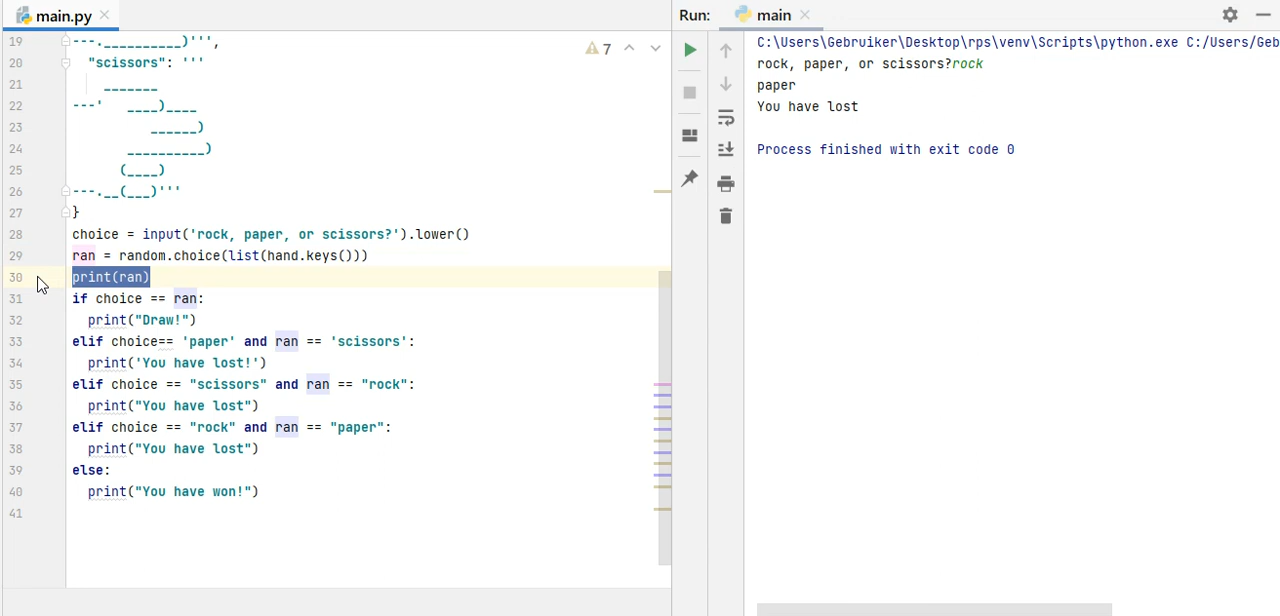 main.py
19 ---.__________)''',
20 "scissors": '''
21 _______
22 ---' ____)____
23 ______)
24 __________)
25 (____)
26 ---.__(___)'''
27 }
28 choice = input('rock, paper, or scissors?').lower()
29 ran = random.choice(list(hand.keys()))
30 print(ran)
31 if choice == ran:
32 print("Draw!")
33 elif choice== 'paper' and ran == 'scissors':
34 print('You have lost!')
35 elif choice == "scissors" and ran == "rock":
36 print("You have lost")
37 elif choice == "rock" and ran == "paper":
38 print("You have lost")
39 else:
40 print("You have won!")
41
7
Run: main
C:\Users\Gebruiker\Desktop\rps\venv\Scripts\python.exe C:/Users/Geb
rock, paper, or scissors?rock
paper
You have lost
Process finished with exit code 0